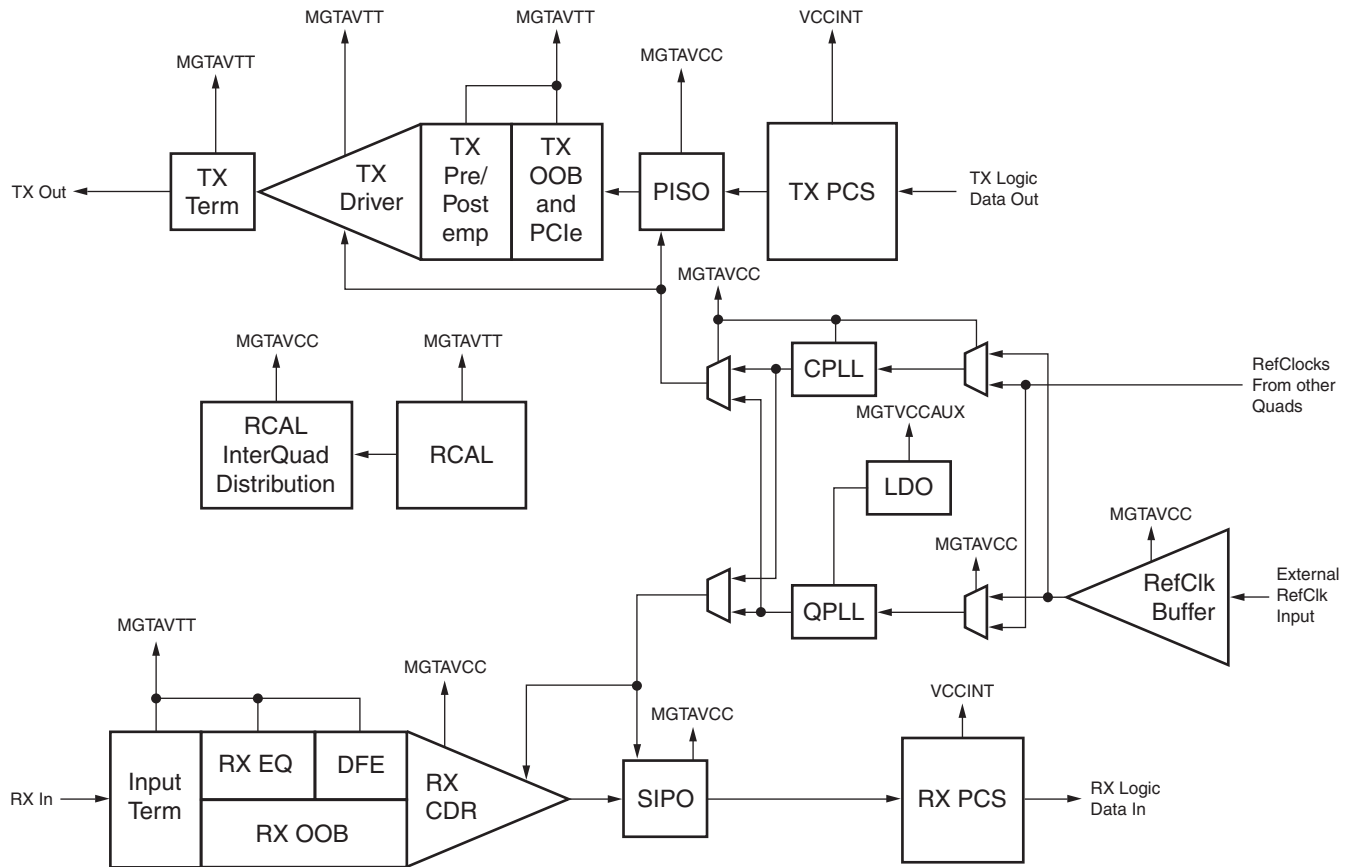 MGTAVTT
MGTAVTT
VCCINT
MGTAVTT
MGTAVCC
TX Out
TX
Term
TX
Driver
TX
Pre/
Post
emp
TX
OOB
and
PCIe
PISO
TX PCS
TX Logic
Data Out
MGTAVCC
MGTAVCC
MGTAVTT
CPLL
RefClocks
From other
Quads
RCAL
InterQuad
Distribution
RCAL
MGTVCCAUX
LDO
MGTAVCC
MGTAVCC
QPLL
RefClk
Buffer
External
RefClk
Input
MGTAVTT
MGTAVCC
MGTAVCC
VCCINT
RX In
Input
Term
RX EQ
DFE
RX OOB
RX
CDR
SIPO
RX PCS
RX Logic
Data In